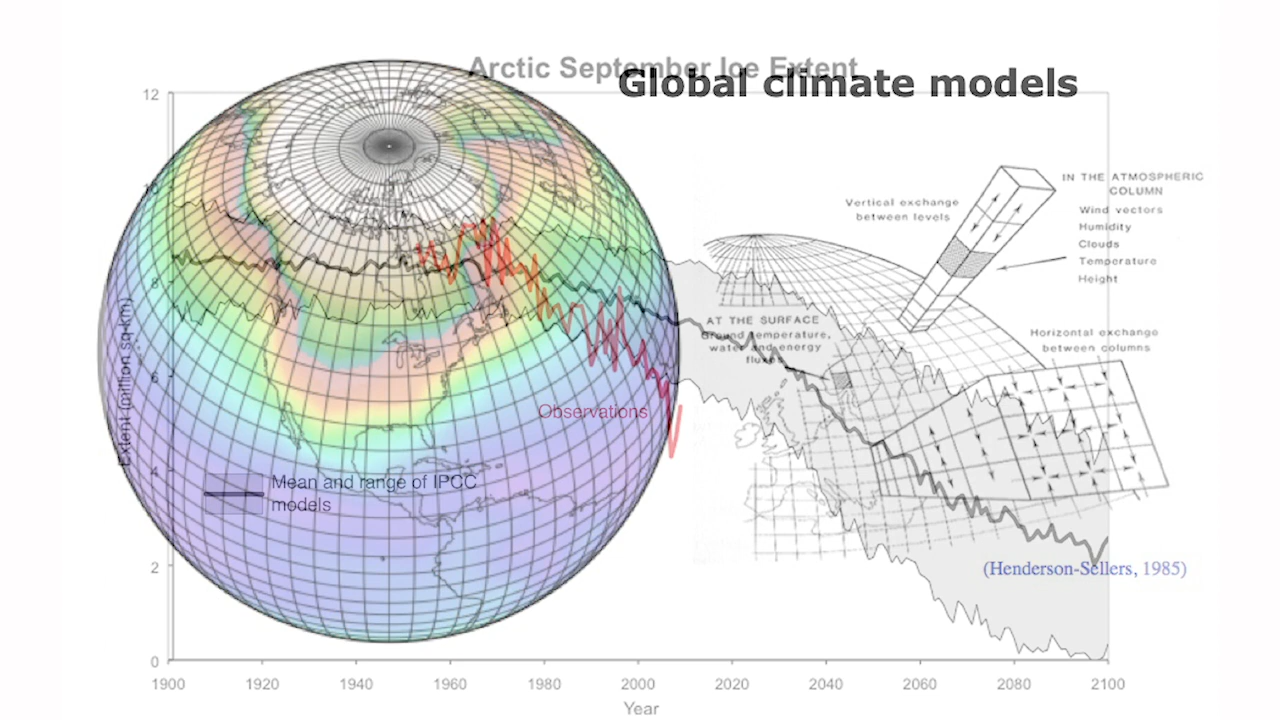 Arctic September Ice Extent
Global climate models
12
10
8
6
4
2
0
Extent (million sq km)
IN THE ATMOSPHERIC
COLUMN
Wind vectors
Humidity
Clouds
Temperature
Height
Vertical exchange
between levels
AT THE SURFACE
Ground temperature,
water and energy
fluxes
Horizontal exchange
between columns
Observations
Mean and range of IPCC
models
(Henderson-Sellers, 1985)
1900 1920 1940 1960 1980 2000 2020 2040 2060 2080 2100
Year